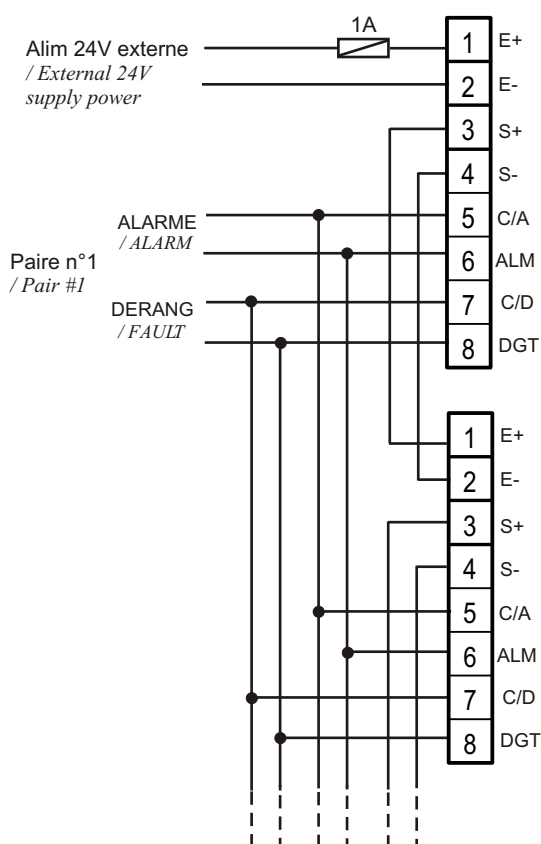 1A
Alim 24V externe
/ External 24V
supply power
1 E+
2 E-
3 S+
4 S-
5 C/A
6 ALM
7 C/D
8 DGT
ALARME
/ ALARM
Paire n°1
/ Pair #1
DERANG
/ FAULT
1 E+
2 E-
3 S+
4 S-
5 C/A
6 ALM
7 C/D
8 DGT